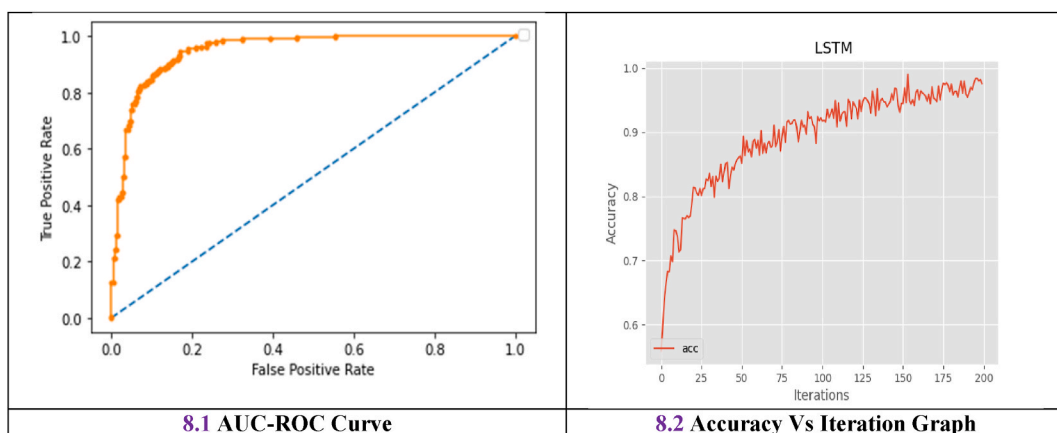 1.0
0.8
0.6
0.4
0.2
0.0
True Positive Rate
0.0 0.2 0.4 0.6 0.8 1.0
False Positive Rate
8.1 AUC-ROC Curve
LSTM
1.0
0.9
0.8
0.7
0.6
Accuracy
acc
0 25 50 75 100 125 150 175 200
Iterations
8.2 Accuracy Vs Iteration Graph